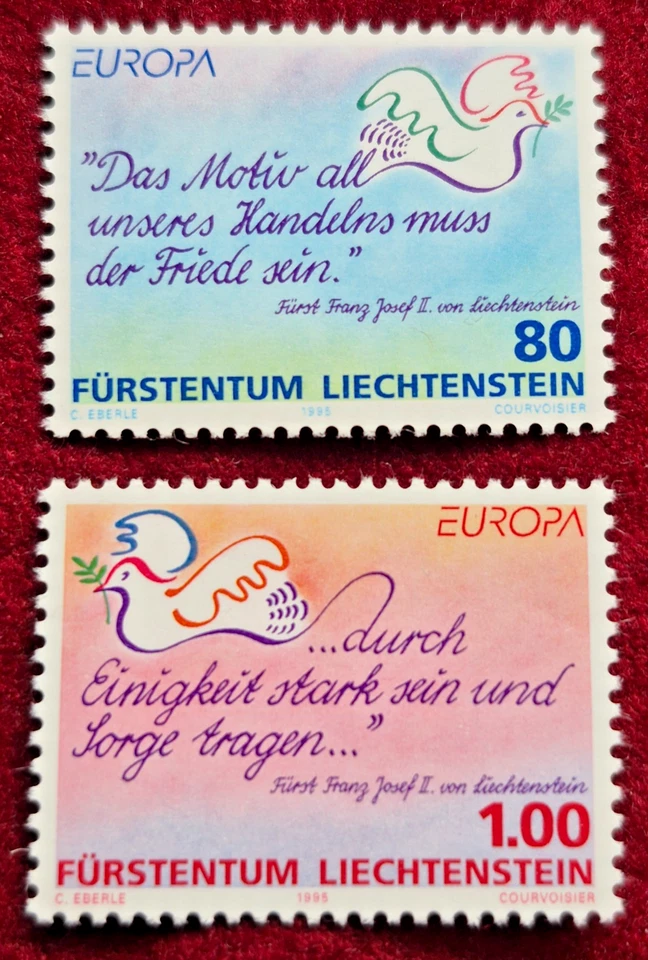 EUROPA
"Das Motiv all
unseres Handelns muss
der Friede sein."
Fürst Franz Josef II. von Liechtenstein
80
FÜRSTENTUM LIECHTENSTEIN
C. EBERLE 1995 COURVOISIER
EUROPA
...durch
Einigkeit stark sein und
Sorge tragen..."
Fürst Franz Josef II. von Liechtenstein
1.00
FÜRSTENTUM LIECHTENSTEIN
C. EBERLE 1995 COURVOISIER